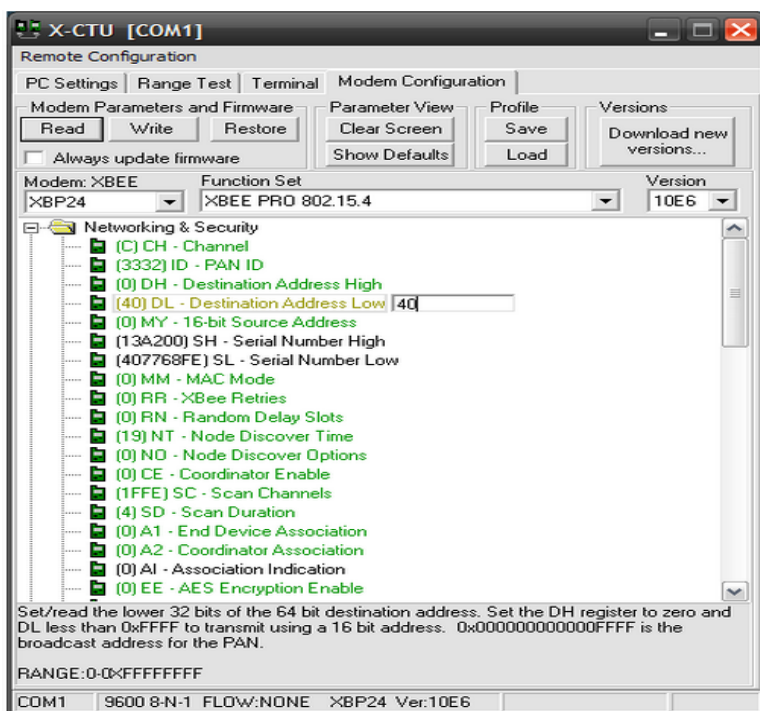 X-CTU [COM1]
Remote Configuration
PC Settings Range Test Terminal Modem Configuration
Modem Parameters and Firmware Parameter View Profile Versions
Read Write Restore Clear Screen Save Download new versions...
Always update firmware Show Defaults Load
Modem: XBEE Function Set Version
XBP24 XBEE PRO 802.15.4 10E6
Networking & Security
(C) CH - Channel
(3332) ID - PAN ID
(0) DH - Destination Address High
(40) DL - Destination Address Low 40
(0) MY - 16-bit Source Address
(13A200) SH - Serial Number High
(407768FE) SL - Serial Number Low
(0) MM - MAC Mode
(0) RR - XBee Retries
(0) RN - Random Delay Slots
(19) NT - Node Discover Time
(0) NO - Node Discover Options
(0) CE - Coordinator Enable
(1FFE) SC - Scan Channels
(4) SD - Scan Duration
(0) A1 - End Device Association
(0) A2 - Coordinator Association
(0) AI - Association Indication
(0) EE - AES Encryption Enable
Set/read the lower 32 bits of the 64 bit destination address. Set the DH register to zero and
DL less than 0xFFFF to transmit using a 16 bit address. 0x000000000000FFFF is the
broadcast address for the PAN.
RANGE:0-0XFFFFFFFF
COM1 9600 8-N-1 FLOW:NONE XBP24 Ver:10E6